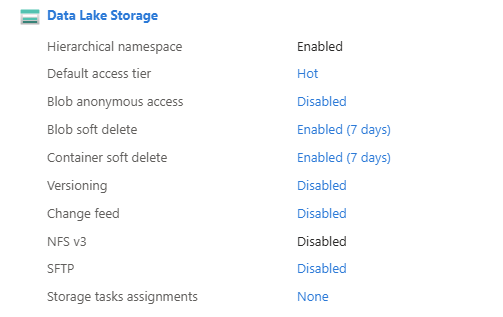 Data Lake Storage
Hierarchical namespace Enabled
Default access tier Hot
Blob anonymous access Disabled
Blob soft delete Enabled (7 days)
Container soft delete Enabled (7 days)
Versioning Disabled
Change feed Disabled
NFS v3 Disabled
SFTP Disabled
Storage tasks assignments None